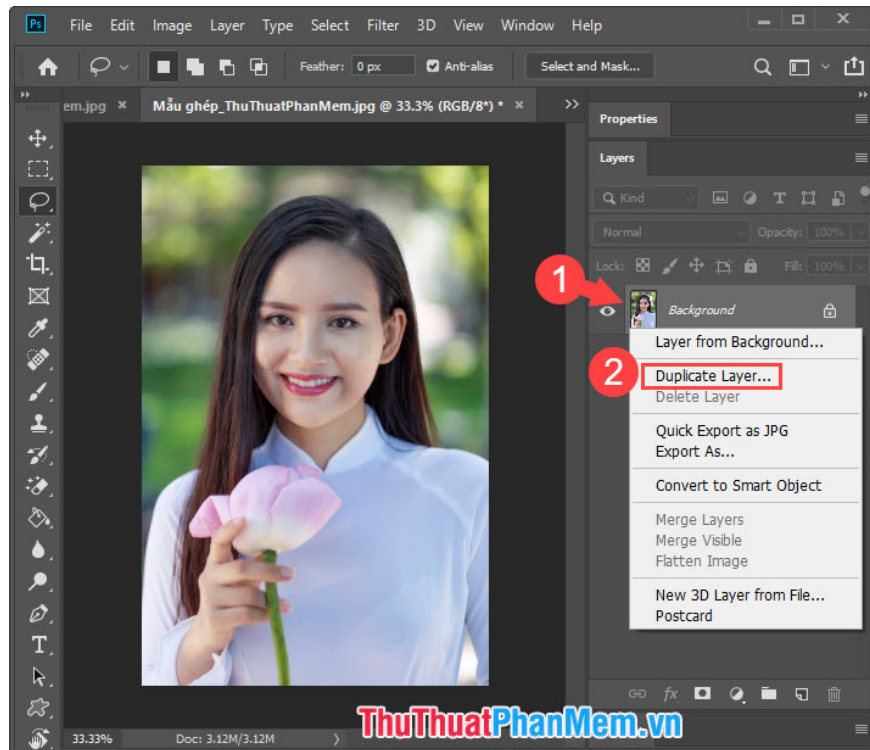 Ps File Edit Image Layer Type Select Filter 3D View Window Help
Feather: 0 px Anti-alias Select and Mask...
em.jpg × Mẫu ghép_ThuThuatPhanMem.jpg @ 33.3% (RGB/8*) * ×
Properties
Layers
Kind
Normal Opacity: 100%
Lock: Fill: 100%
1
Background
Layer from Background...
2
Duplicate Layer...
Delete Layer
Quick Export as JPG
Export As...
Convert to Smart Object
Merge Layers
Merge Visible
Flatten Image
New 3D Layer from File...
Postcard
fx
33.33% Doc: 3.12M/3.12M
ThuThuatPhanMem.vn